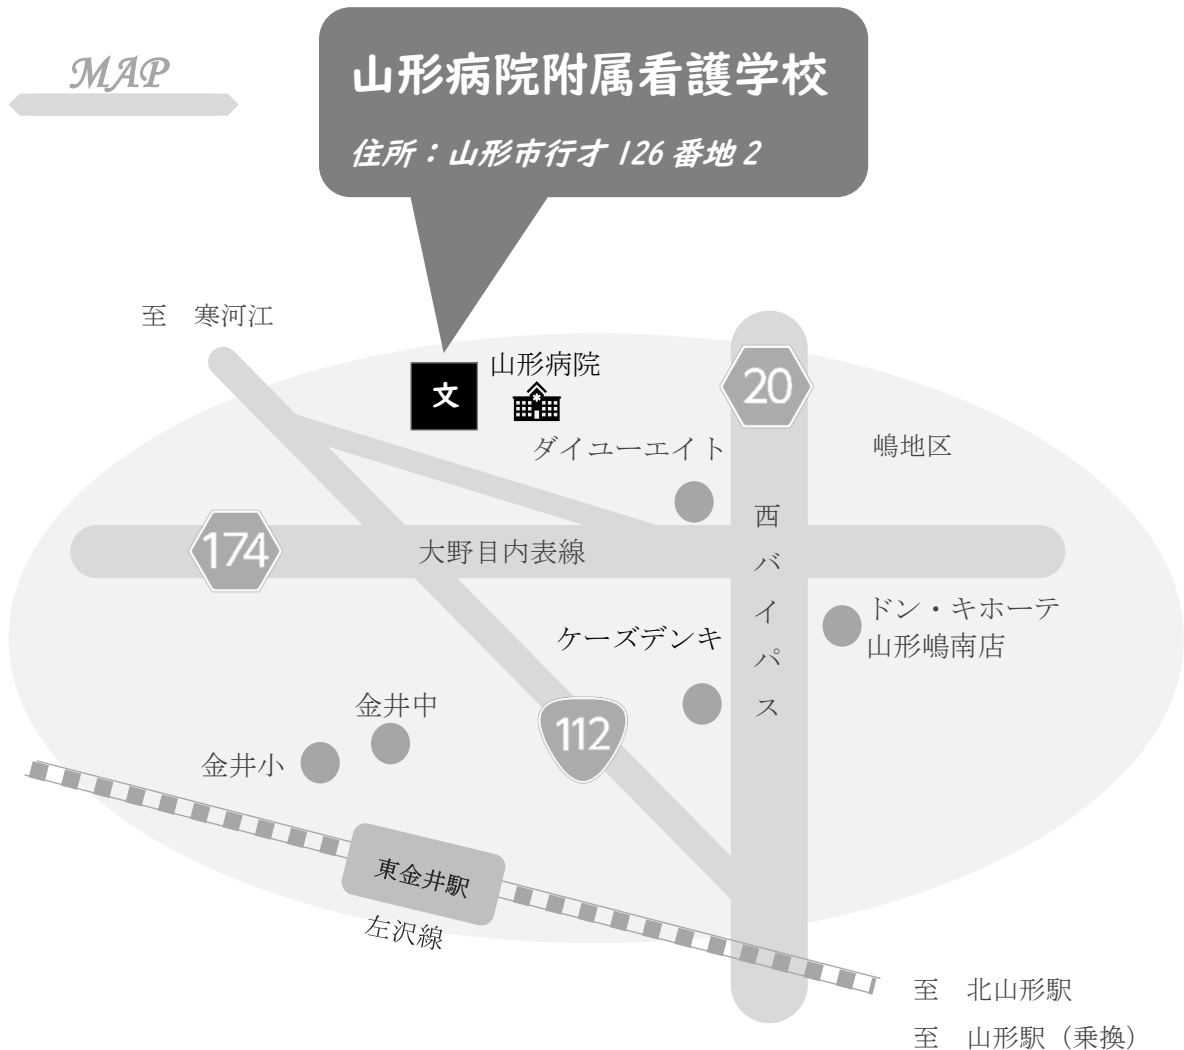 MAP
山形病院附属看護学校
住所：山形市行才 126 番地 2
至　寒河江
山形病院
文
20
ダイユーエイト
嶋地区
西バイパス
174
大野目内表線
ドン・キホーテ
山形嶋南店
ケーズデンキ
金井中
112
金井小
東金井駅
左沢線
至　北山形駅
至　山形駅（乗換）